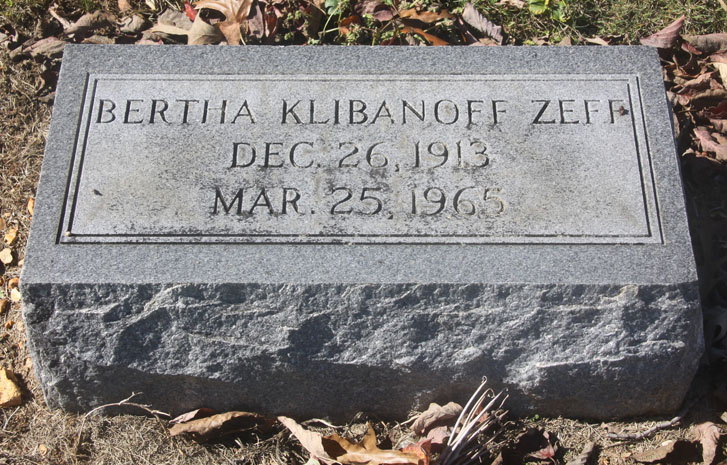 BERTHA KLIBANOFF ZEFF
DEC. 26, 1913
MAR. 25, 1965